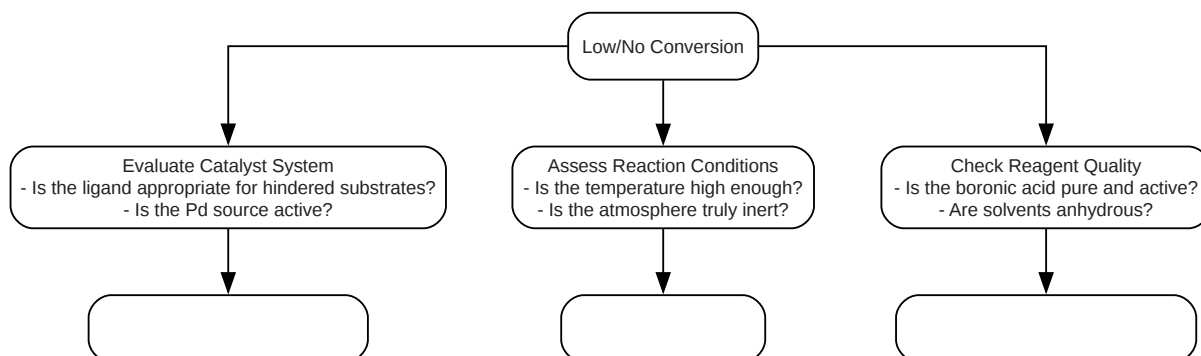 Low/No Conversion
Evaluate Catalyst System
- Is the ligand appropriate for hindered substrates?
- Is the Pd source active?
Assess Reaction Conditions
- Is the temperature high enough?
- Is the atmosphere truly inert?
Check Reagent Quality
- Is the boronic acid pure and active?
- Are solvents anhydrous?